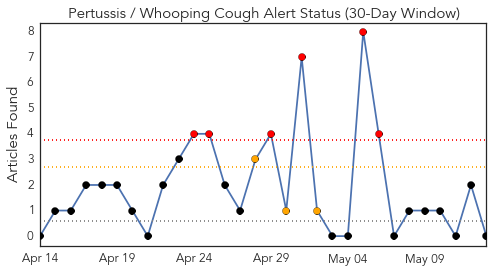 Pertussis / Whooping Cough Alert Status (30-Day Window)
Articles Found
8
7
6
5
4
3
2
1
0
Apr 14
Apr 19
Apr 24
Apr 29
May 04
May 09